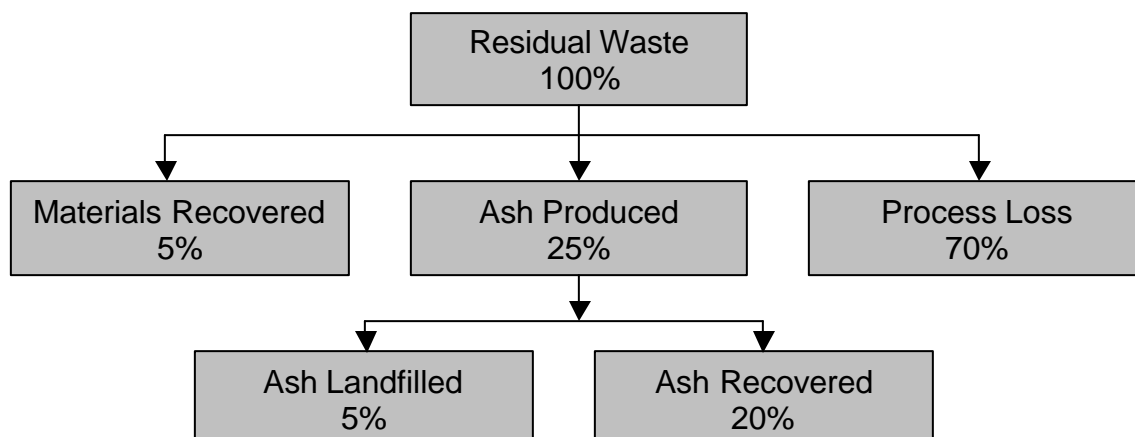 Residual Waste
100%
Materials Recovered
5%
Ash Produced
25%
Process Loss
70%
Ash Landfilled
5%
Ash Recovered
20%